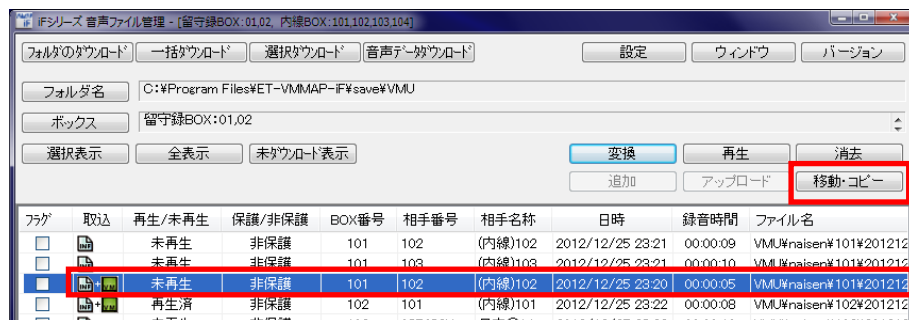 iFシリーズ 音声ファイル管理 - [留守録BOX:01,02, 内線BOX:101,102,103,104]
フォルダのダウンロード 一括ダウンロード 選択ダウンロード 音声データダウンロード 設定 ウィンドウ バージョン
フォルダ名 C:¥Program Files¥ET-VMMAP-iF¥save¥VMU
ボックス 留守録BOX:01,02
選択表示 全表示 未ダウンロード表示 変換 再生 消去
追加 アップロード 移動・コピー
フラグ 取込 再生/未再生 保護/非保護 BOX番号 相手番号 相手名称 日時 録音時間 ファイル名
未再生 非保護 101 102 (内線)102 2012/12/25 23:21 00:00:09 VMU¥naisen¥101¥201212
未再生 非保護 101 103 (内線)103 2012/12/25 23:21 00:00:10 VMU¥naisen¥101¥201212
未再生 非保護 101 102 (内線)102 2012/12/25 23:20 00:00:05 VMU¥naisen¥101¥201212
再生済 非保護 102 101 (内線)101 2012/12/25 23:22 00:00:08 VMU¥naisen¥102¥201212